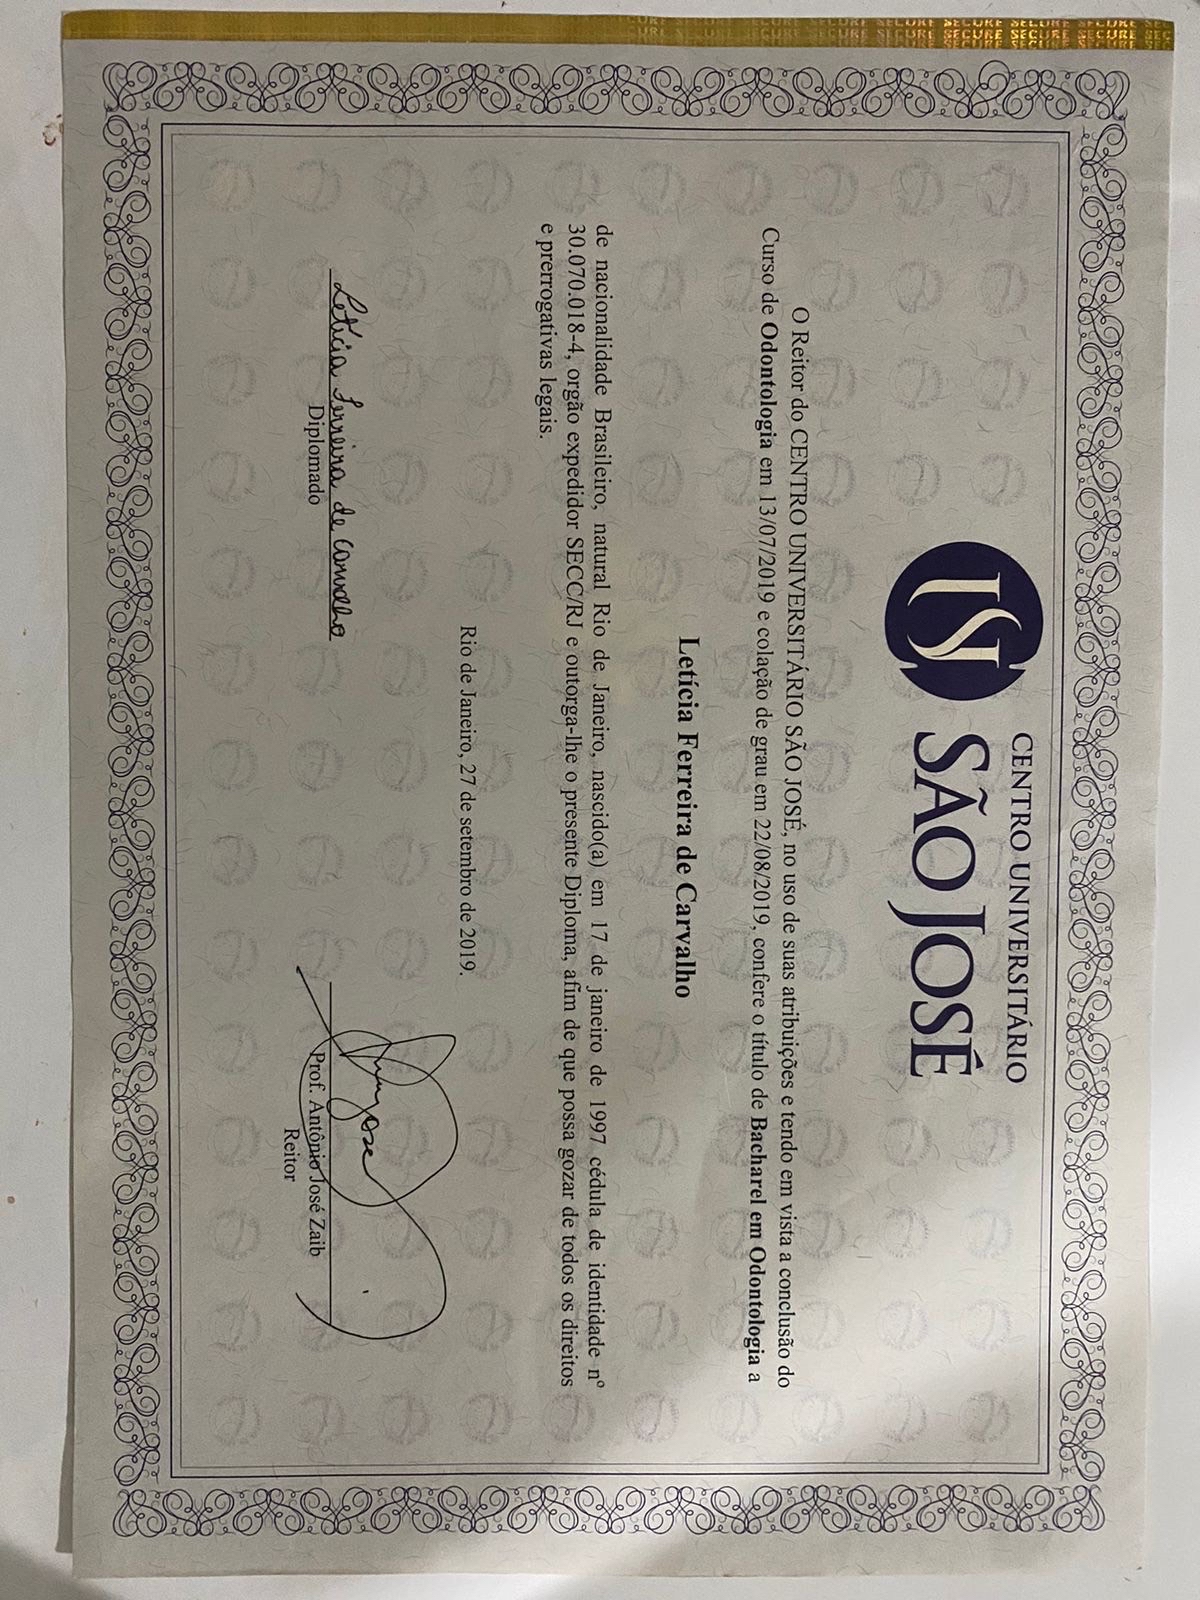 CENTRO UNIVERSITÁRIO
SÃO JOSÉ
O Reitor do CENTRO UNIVERSITÁRIO SÃO JOSÉ, no uso de suas atribuições e tendo em vista a conclusão do
Curso de Odontologia em 13/07/2019 e colação de grau em 22/08/2019, confere o título de Bacharel em Odontologia a
Letícia Ferreira de Carvalho
de nacionalidade Brasileiro, natural Rio de Janeiro, nascido(a) em 17 de janeiro de 1997 cédula de identidade nº
30.070.018-4, orgão expedidor SECC/RJ e outorga-lhe o presente Diploma, afim de que possa gozar de todos os direitos
e prerrogativas legais.
Rio de Janeiro, 27 de setembro de 2019.
Letícia Ferreira de Carvalho
Diplomado
Prof. Antônio José Zaib
Reitor
SECURE SECURE SECURE SECURE SECURE SECURE
SECURE SECURE SECURE SECURE SECURE SECURE